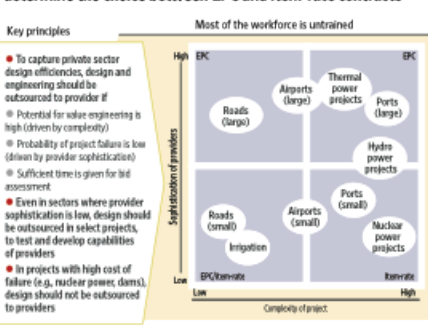 determine the choice between EPC and item-rate contracts
Key principles
Most of the workforce is untrained
To capture private sector
design efficiencies, design and
engineering should be
outsourced to provider if
Potential for value engineering is
high (driven by complexity)
Probability of project failure is low
(driven by provider sophistication)
Sufficient time is given for bid
assessment
Even in sectors where provider
sophistication is low, design should
be outsourced in select projects,
to test and develop capabilities
of providers
In projects with high cost of
failure (e.g., nuclear power, dams),
design should not be outsourced
to providers
Sophistication of providers
High
Low
EPC
EPC
Roads
(large)
Airports
(large)
Thermal
power
projects
Ports
(large)
Hydro
power
projects
Roads
(small)
Irrigation
Airports
(small)
Ports
(small)
Nuclear
power
projects
EPC/Item-rate
Item-rate
Low
High
Complexity of project